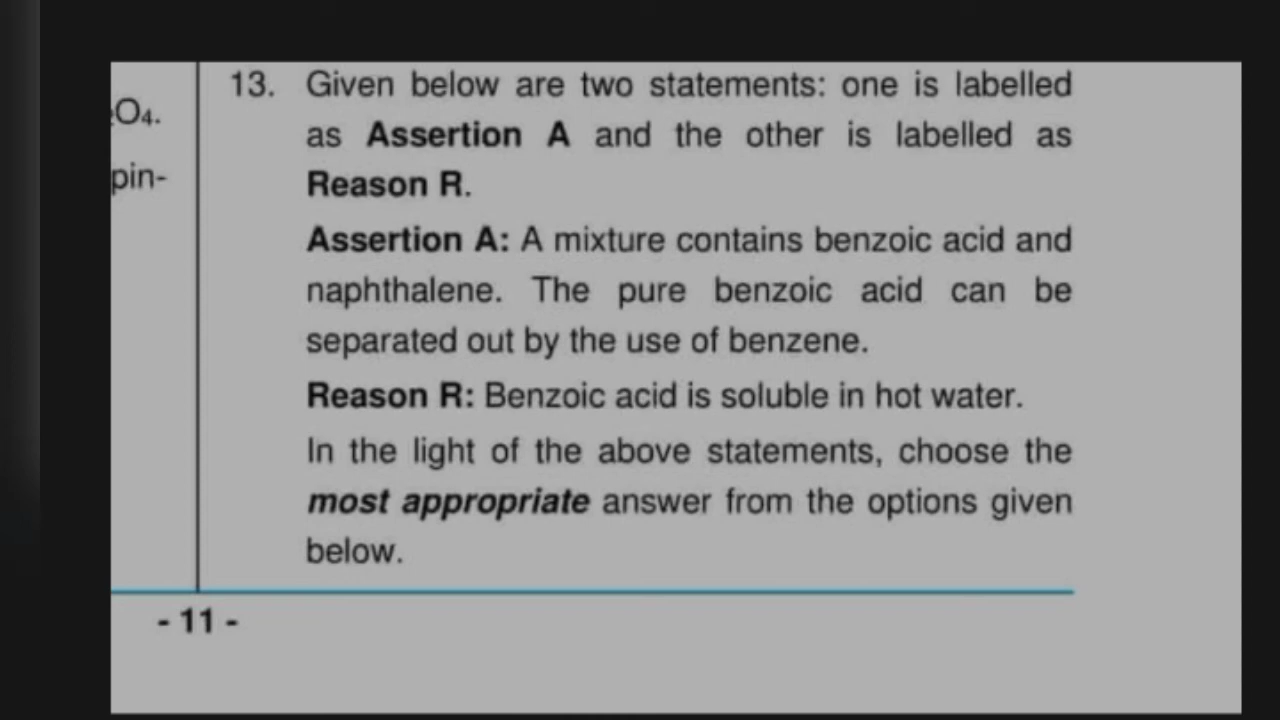 ₂O₄.
pin-
13. Given below are two statements: one is labelled
as Assertion A and the other is labelled as
Reason R.
Assertion A: A mixture contains benzoic acid and
naphthalene. The pure benzoic acid can be
separated out by the use of benzene.
Reason R: Benzoic acid is soluble in hot water.
In the light of the above statements, choose the
most appropriate answer from the options given
below.
- 11 -